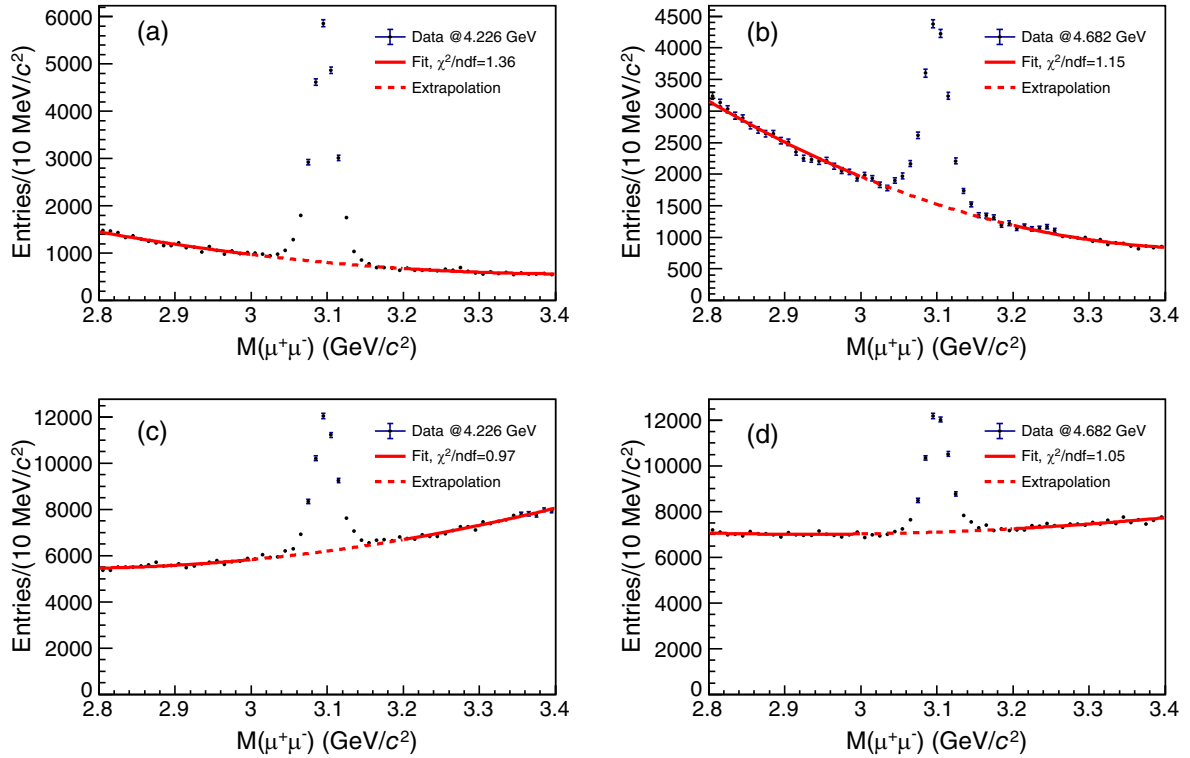 (a)
Data @4.226 GeV
Fit, χ²/ndf=1.36
Extrapolation
Entries/(10 MeV/c²)
6000
5000
4000
3000
2000
1000
0
2.8 2.9 3 3.1 3.2 3.3 3.4
M(μ⁺μ⁻) (GeV/c²)
(b)
Data @4.682 GeV
Fit, χ²/ndf=1.15
Extrapolation
Entries/(10 MeV/c²)
4500
4000
3500
3000
2500
2000
1500
1000
500
0
2.8 2.9 3 3.1 3.2 3.3 3.4
M(μ⁺μ⁻) (GeV/c²)
(c)
Data @4.226 GeV
Fit, χ²/ndf=0.97
Extrapolation
Entries/(10 MeV/c²)
12000
10000
8000
6000
4000
2000
0
2.8 2.9 3 3.1 3.2 3.3 3.4
M(μ⁺μ⁻) (GeV/c²)
(d)
Data @4.682 GeV
Fit, χ²/ndf=1.05
Extrapolation
Entries/(10 MeV/c²)
12000
10000
8000
6000
4000
2000
0
2.8 2.9 3 3.1 3.2 3.3 3.4
M(μ⁺μ⁻) (GeV/c²)